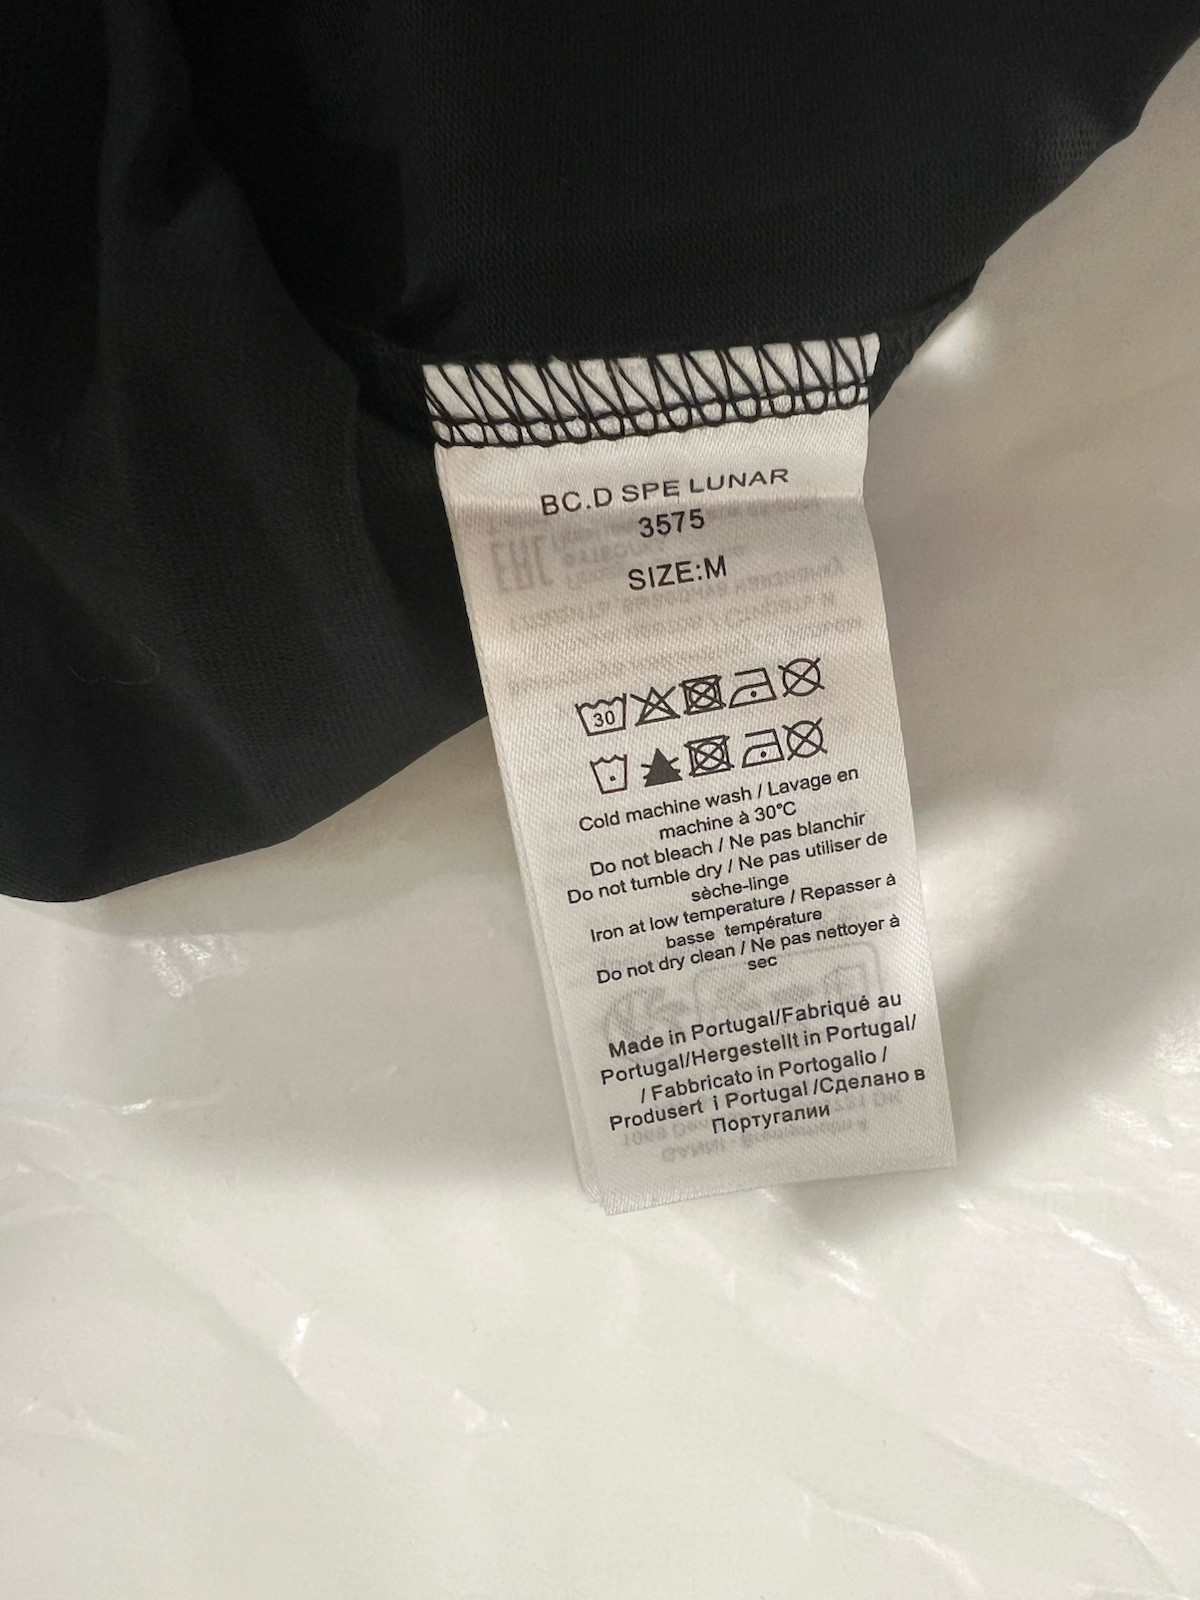 BC.D SPE LUNAR
3575
SIZE:M
30
Cold machine wash / Lavage en
machine à 30°C
Do not bleach / Ne pas blanchir
Do not tumble dry / Ne pas utiliser de
sèche-linge
Iron at low temperature / Repasser à
basse température
Do not dry clean / Ne pas nettoyer à
sec
Made in Portugal/Fabriqué au
Portugal/Hergestellt in Portugal/
/ Fabbricato in Portogallo /
Produsert i Portugal /Сделано в
Португалии